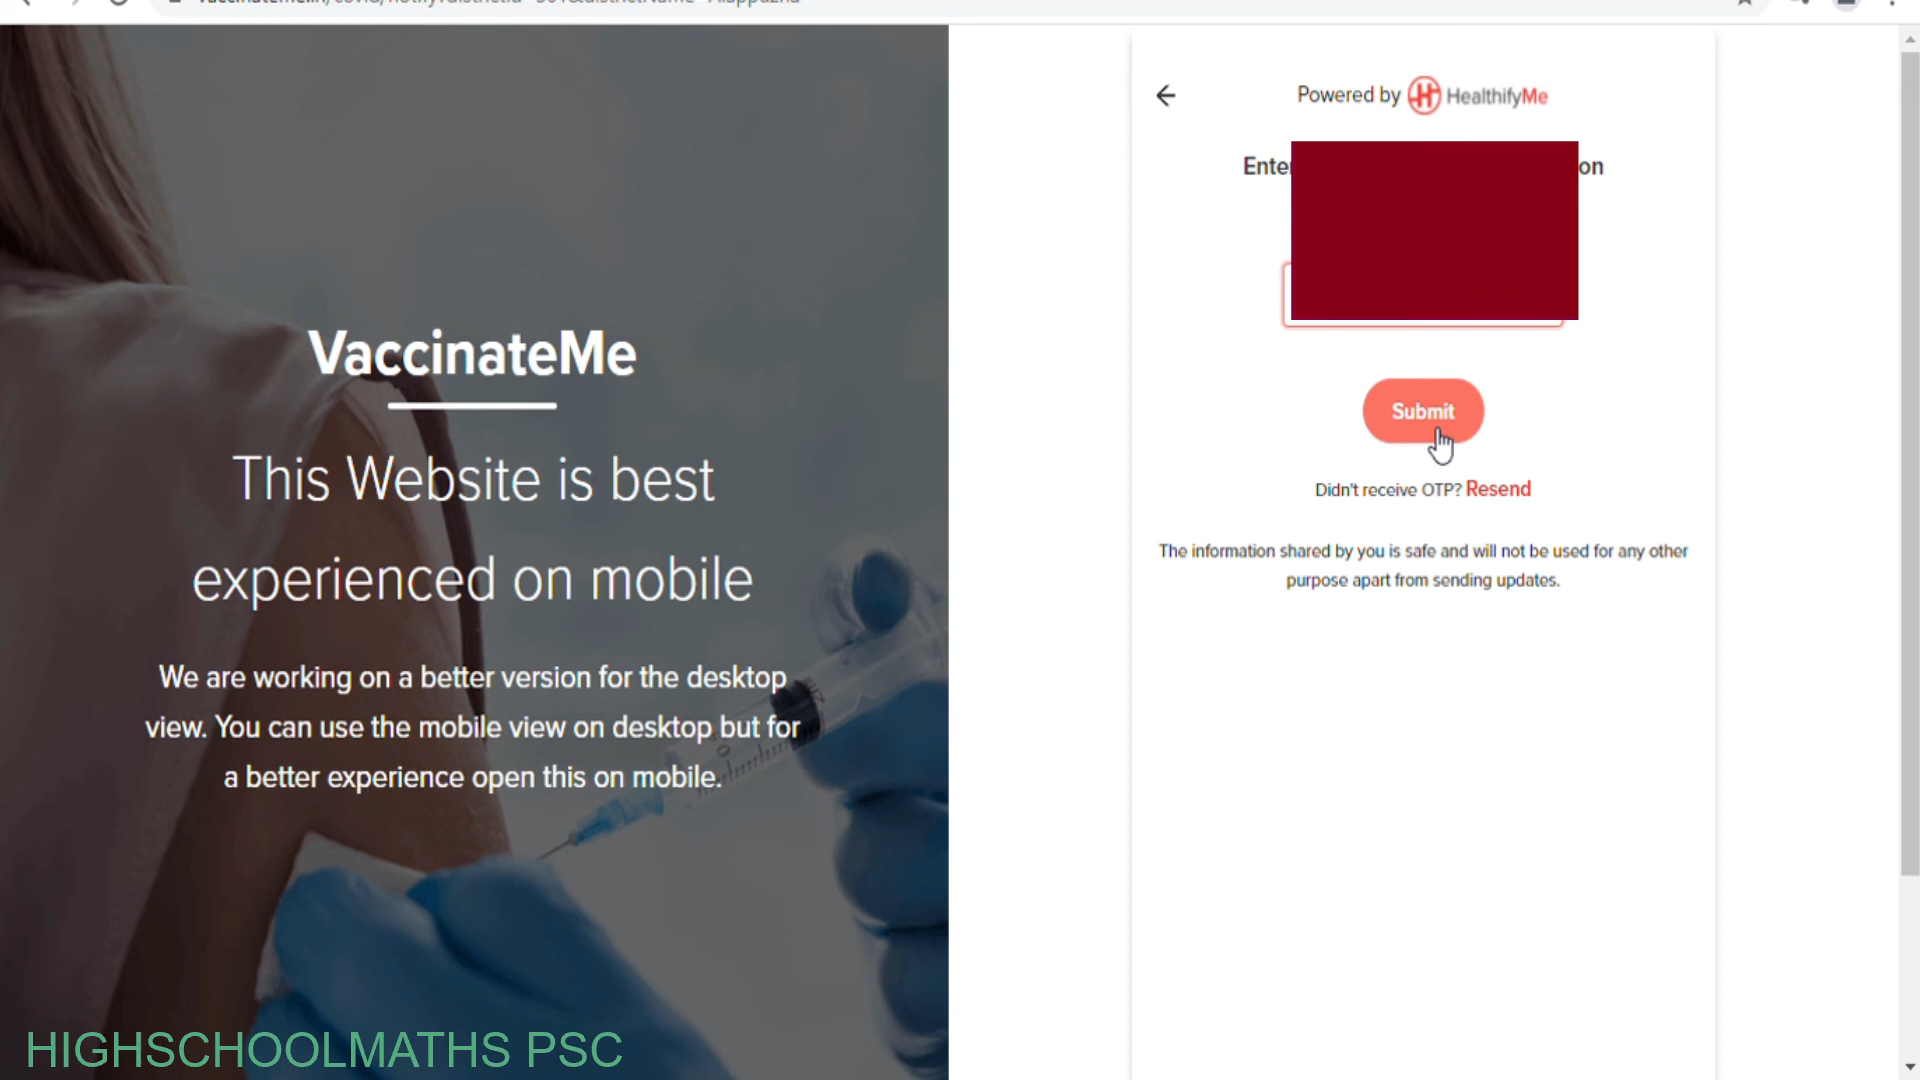 Powered by HealthifyMe
VaccinateMe
This Website is best
experienced on mobile
We are working on a better version for the desktop
view. You can use the mobile view on desktop but for
a better experience open this on mobile.
Submit
Didn't receive OTP? Resend
The information shared by you is safe and will not be used for any other
purpose apart from sending updates.
HIGHSCHOOLMATHS PSC